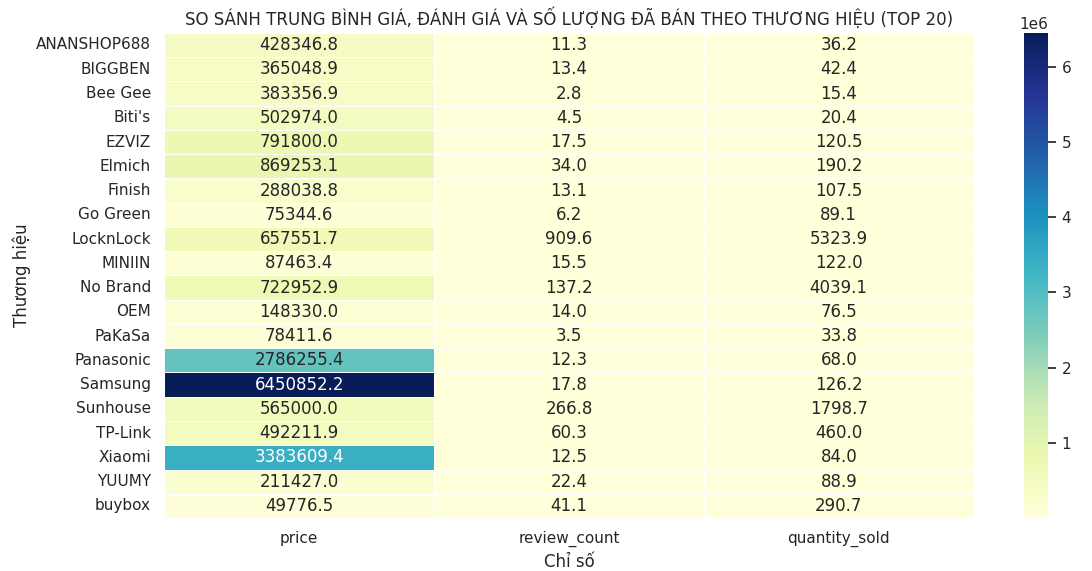 SO SÁNH TRUNG BÌNH GIÁ, ĐÁNH GIÁ VÀ SỐ LƯỢNG ĐÃ BÁN THEO THƯƠNG HIỆU (TOP 20)
1e6
ANANSHOP688 428346.8 11.3 36.2
BIGGBEN 365048.9 13.4 42.4
Bee Gee 383356.9 2.8 15.4
Biti's 502974.0 4.5 20.4
EZVIZ 791800.0 17.5 120.5
Elmich 869253.1 34.0 190.2
Finish 288038.8 13.1 107.5
Go Green 75344.6 6.2 89.1
LocknLock 657551.7 909.6 5323.9
MINIIN 87463.4 15.5 122.0
No Brand 722952.9 137.2 4039.1
OEM 148330.0 14.0 76.5
PaKaSa 78411.6 3.5 33.8
Panasonic 2786255.4 12.3 68.0
Samsung 6450852.2 17.8 126.2
Sunhouse 565000.0 266.8 1798.7
TP-Link 492211.9 60.3 460.0
Xiaomi 3383609.4 12.5 84.0
YUUMY 211427.0 22.4 88.9
buybox 49776.5 41.1 290.7
price review_count quantity_sold
Chỉ số
Thương hiệu
6
5
4
3
2
1